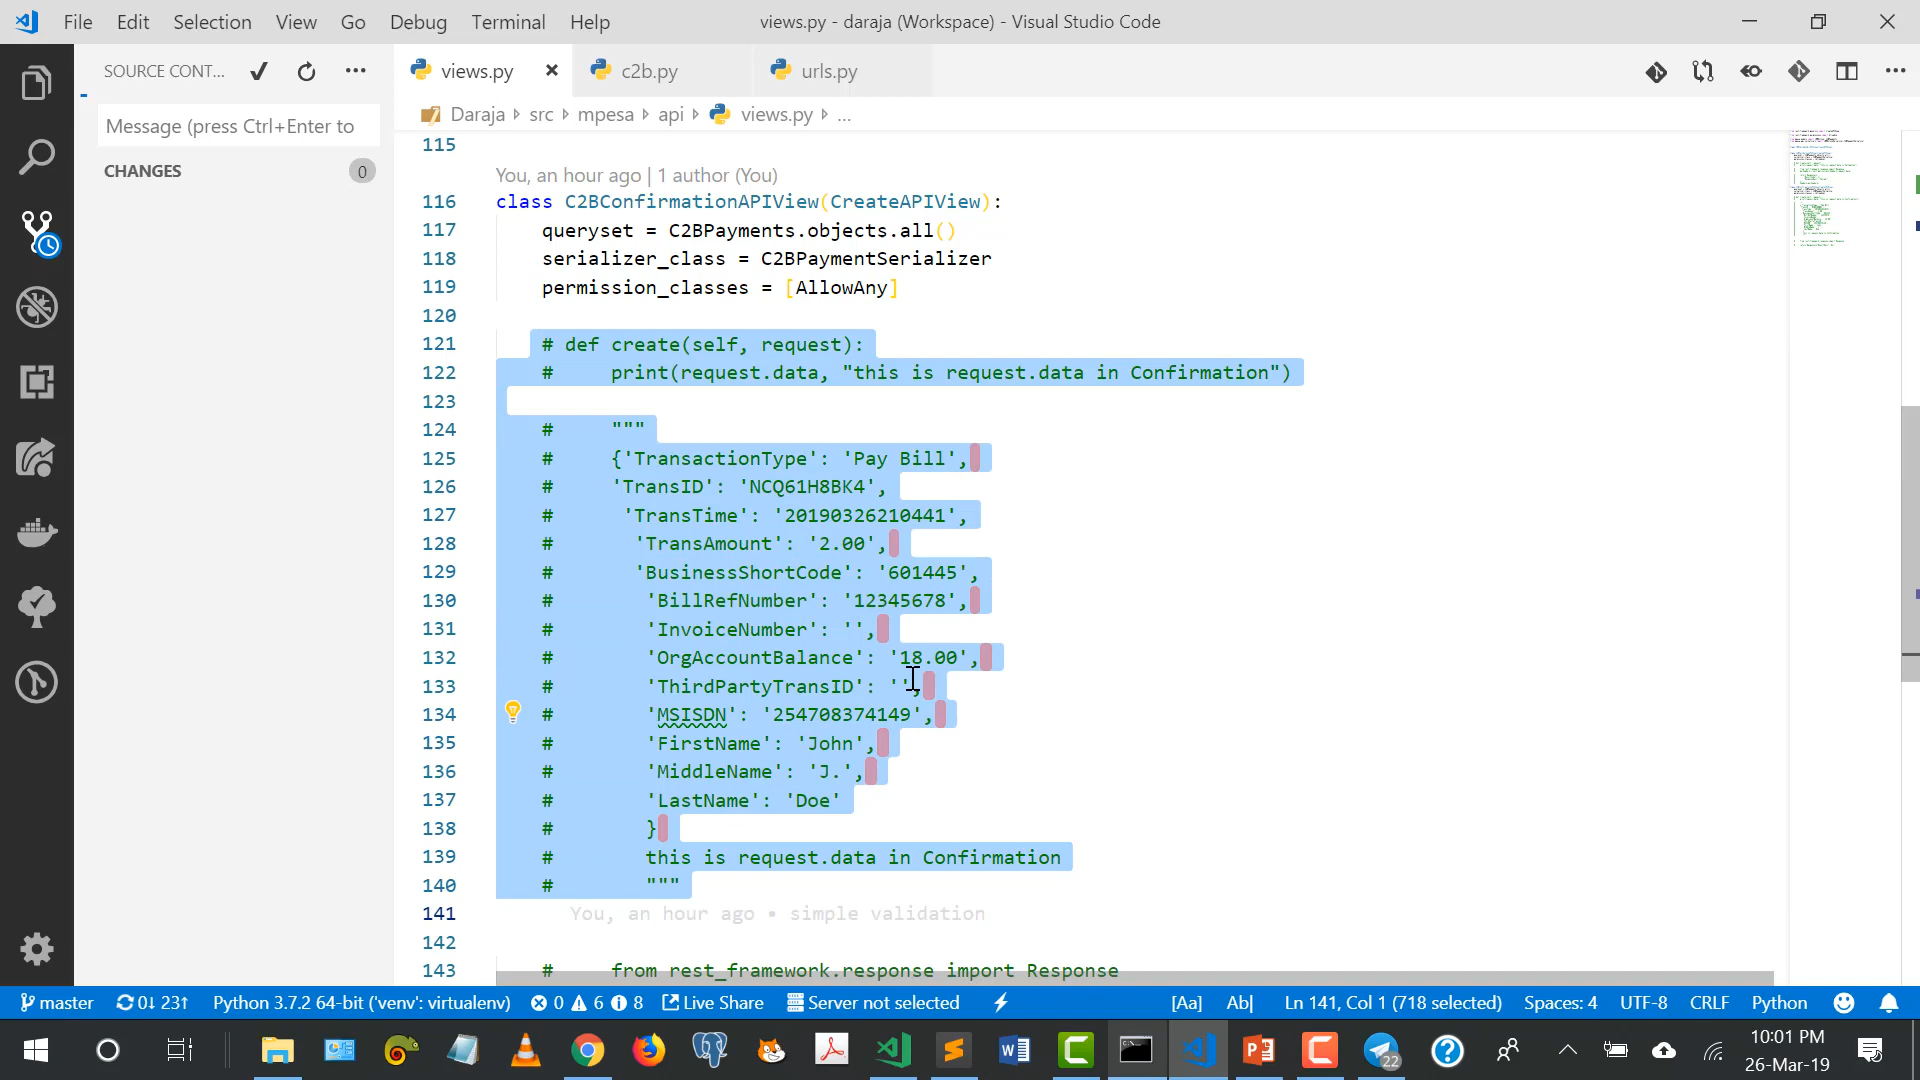 File Edit Selection View Go Debug Terminal Help
views.py - daraja (Workspace) - Visual Studio Code
SOURCE CONT...
views.py
c2b.py
urls.py
Daraja src mpesa api views.py ...
Message (press Ctrl+Enter to
CHANGES 0
115
You, an hour ago | 1 author (You)
116 class C2BConfirmationAPIView(CreateAPIView):
117 queryset = C2BPayments.objects.all()
118 serializer_class = C2BPaymentSerializer
119 permission_classes = [AllowAny]
120
121 # def create(self, request):
122 # print(request.data, "this is request.data in Confirmation")
123
124 # """
125 # {'TransactionType': 'Pay Bill',
126 # 'TransID': 'NCQ61H8BK4',
127 # 'TransTime': '20190326210441',
128 # 'TransAmount': '2.00',
129 # 'BusinessShortCode': '601445',
130 # 'BillRefNumber': '12345678',
131 # 'InvoiceNumber': '',
132 # 'OrgAccountBalance': '18.00',
133 # 'ThirdPartyTransID': '',
134 # 'MSISDN': '254708374149',
135 # 'FirstName': 'John',
136 # 'MiddleName': 'J.',
137 # 'LastName': 'Doe'
138 # }
139 # this is request.data in Confirmation
140 # """
141 You, an hour ago • simple validation
142
143 # from rest_framework.response import Response
master 0↓ 23↑ Python 3.7.2 64-bit ('venv': virtualenv) 0 6 8 Live Share Server not selected [Aa] Ab| Ln 141, Col 1 (718 selected) Spaces: 4 UTF-8 CRLF Python
22
10:01 PM
26-Mar-19